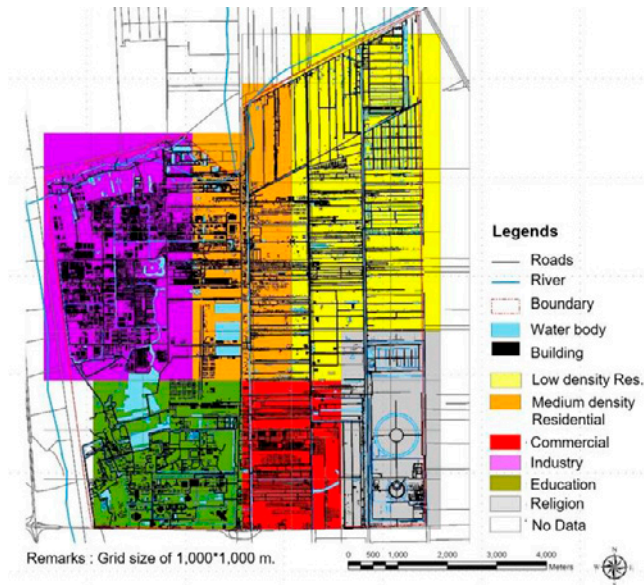 Legends
Roads
River
Boundary
Water body
Building
Low density Res.
Medium density
Residential
Commercial
Industry
Education
Religion
No Data
Remarks : Grid size of 1,000*1,000 m.
0 500 1,000 2,000 3,000 4,000
Meters
N
W E
S